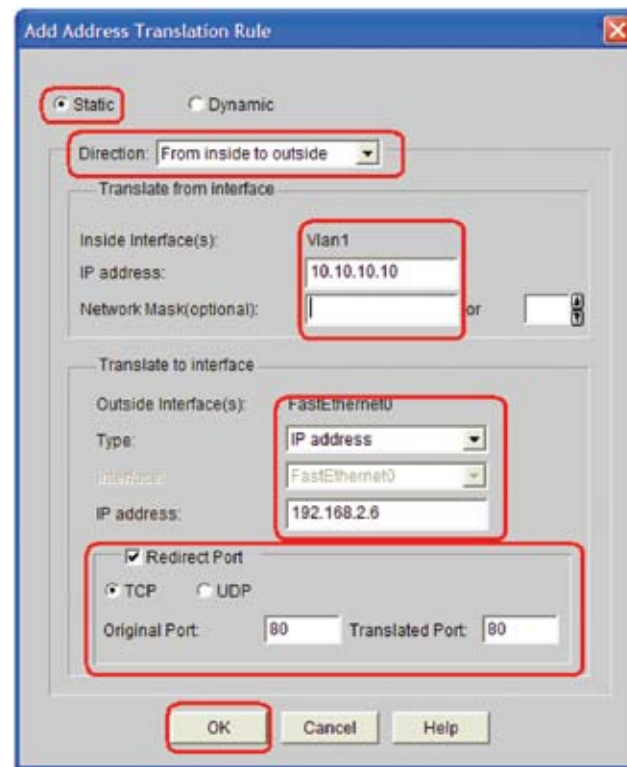 Add Address Translation Rule
Static Dynamic
Direction: From inside to outside
Translate from interface
Inside Interface(s): Vlan1
IP address: 10.10.10.10
Network Mask(optional): or
Translate to interface
Outside Interface(s): FastEthernet0
Type: IP address
Interface: FastEthernet0
IP address: 192.168.2.6
Redirect Port
TCP UDP
Original Port: 80 Translated Port: 80
OK Cancel Help